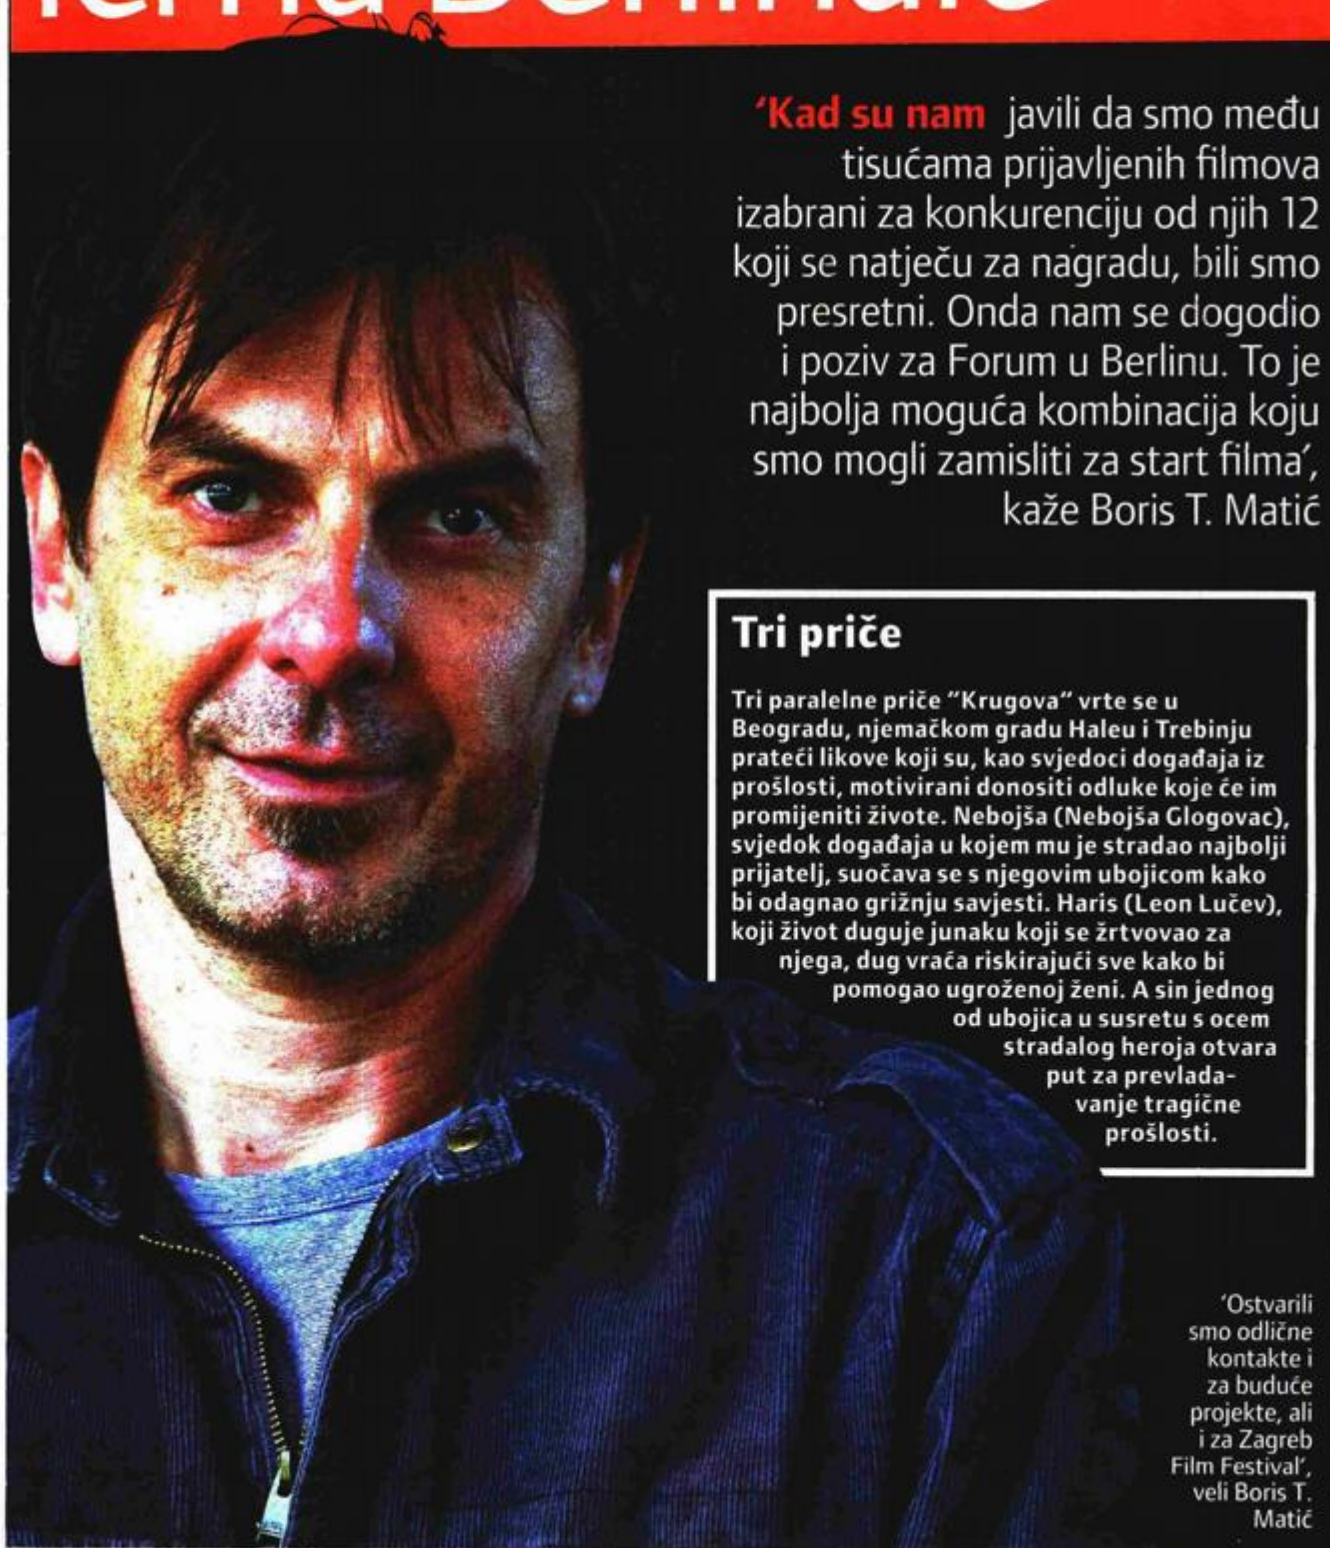 na Berlinale
‘Kad su nam javili da smo među
tisućama prijavljenih filmova
izabrani za konkurenciju od njih 12
koji se natječu za nagradu, bili smo
presretni. Onda nam se dogodio
i poziv za Forum u Berlinu. To je
najbolja moguća kombinacija koju
smo mogli zamisliti za start filma’,
kaže Boris T. Matić
Tri priče
Tri paralelne priče “Krugova” vrte se u
Beogradu, njemačkom gradu Haleu i Trebinju
prateći likove koji su, kao svjedoci događaja iz
prošlosti, motivirani donositi odluke koje će im
promijeniti živote. Nebojša (Nebojša Glogovac),
svjedok događaja u kojem mu je stradao najbolji
prijatelj, suočava se s njegovim ubojicom kako
bi odagnao grižnju savjesti. Haris (Leon Lučev),
koji život duguje junaku koji se žrtvovao za
njega, dug vraća riskirajući sve kako bi
pomogao ugroženoj ženi. A sin jednog
od ubojica u susretu s ocem
stradalog heroja otvara
put za prevlada-
vanje tragične
prošlosti.
‘Ostvarili
smo odlične
kontakte i
za buduće
projekte, ali
i za Zagreb
Film Festival’,
veli Boris T.
Matić